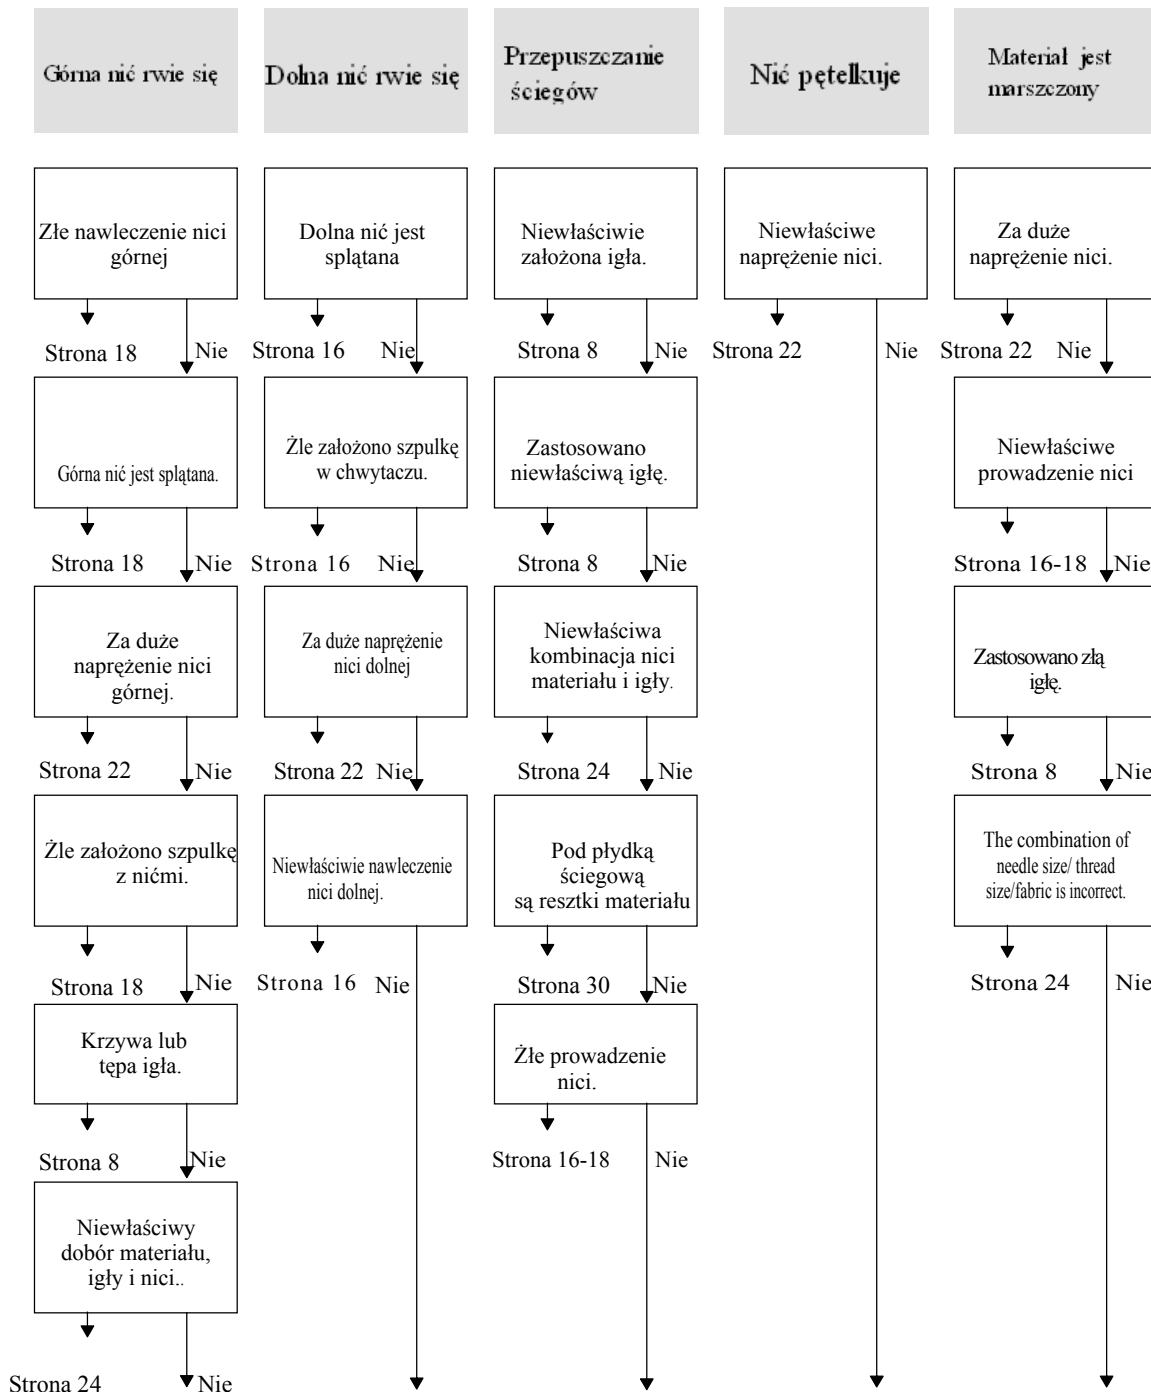 Górna nić rwie się
Złe nawleczenie nici
górnej
Strona 18
Nie
Górna nić jest splątana.
Strona 18
Nie
Za duże
naprężenie nici
górnej.
Strona 22
Nie
Żle założono szpulkę
z nićmi.
Strona 18
Nie
Krzywa lub
tępa igła.
Strona 8
Nie
Niewłaściwy
dobór materiału,
igły i nici..
Strona 24
Nie
Dolna nić rwie się
Dolna nić jest
splątana
Strona 16
Nie
Żle założono szpulkę
w chwytaczu.
Strona 16
Nie
Za duże naprężenie
nici dolnej
Strona 22
Nie
Niewłaściwie nawleczenie
nici dolnej.
Strona 16
Nie
Przepuszczanie
ściegów
Niewłaściwie
założona igła.
Strona 8
Nie
Zastosowano
niewłaściwą igłę.
Strona 8
Nie
Niewłaściwa
kombinacja nici
materiału i igły.
Strona 24
Nie
Pod płydką
ściegową
są resztki materiału
Strona 30
Nie
Żłe prowadzenie
nici.
Strona 16-18
Nie
Nić pętelkuje
Niewłaściwe
naprężenie nici.
Strona 22
Nie
Materiał jest
marszczony
Za duże
naprężenie nici.
Strona 22
Nie
Niewłaściwe
prowadzenie nici
Strona 16-18
Nie
Zastosowano złą
igłę.
Strona 8
Nie
The combination of
needle size/ thread
size/fabric is incorrect.
Strona 24
Nie